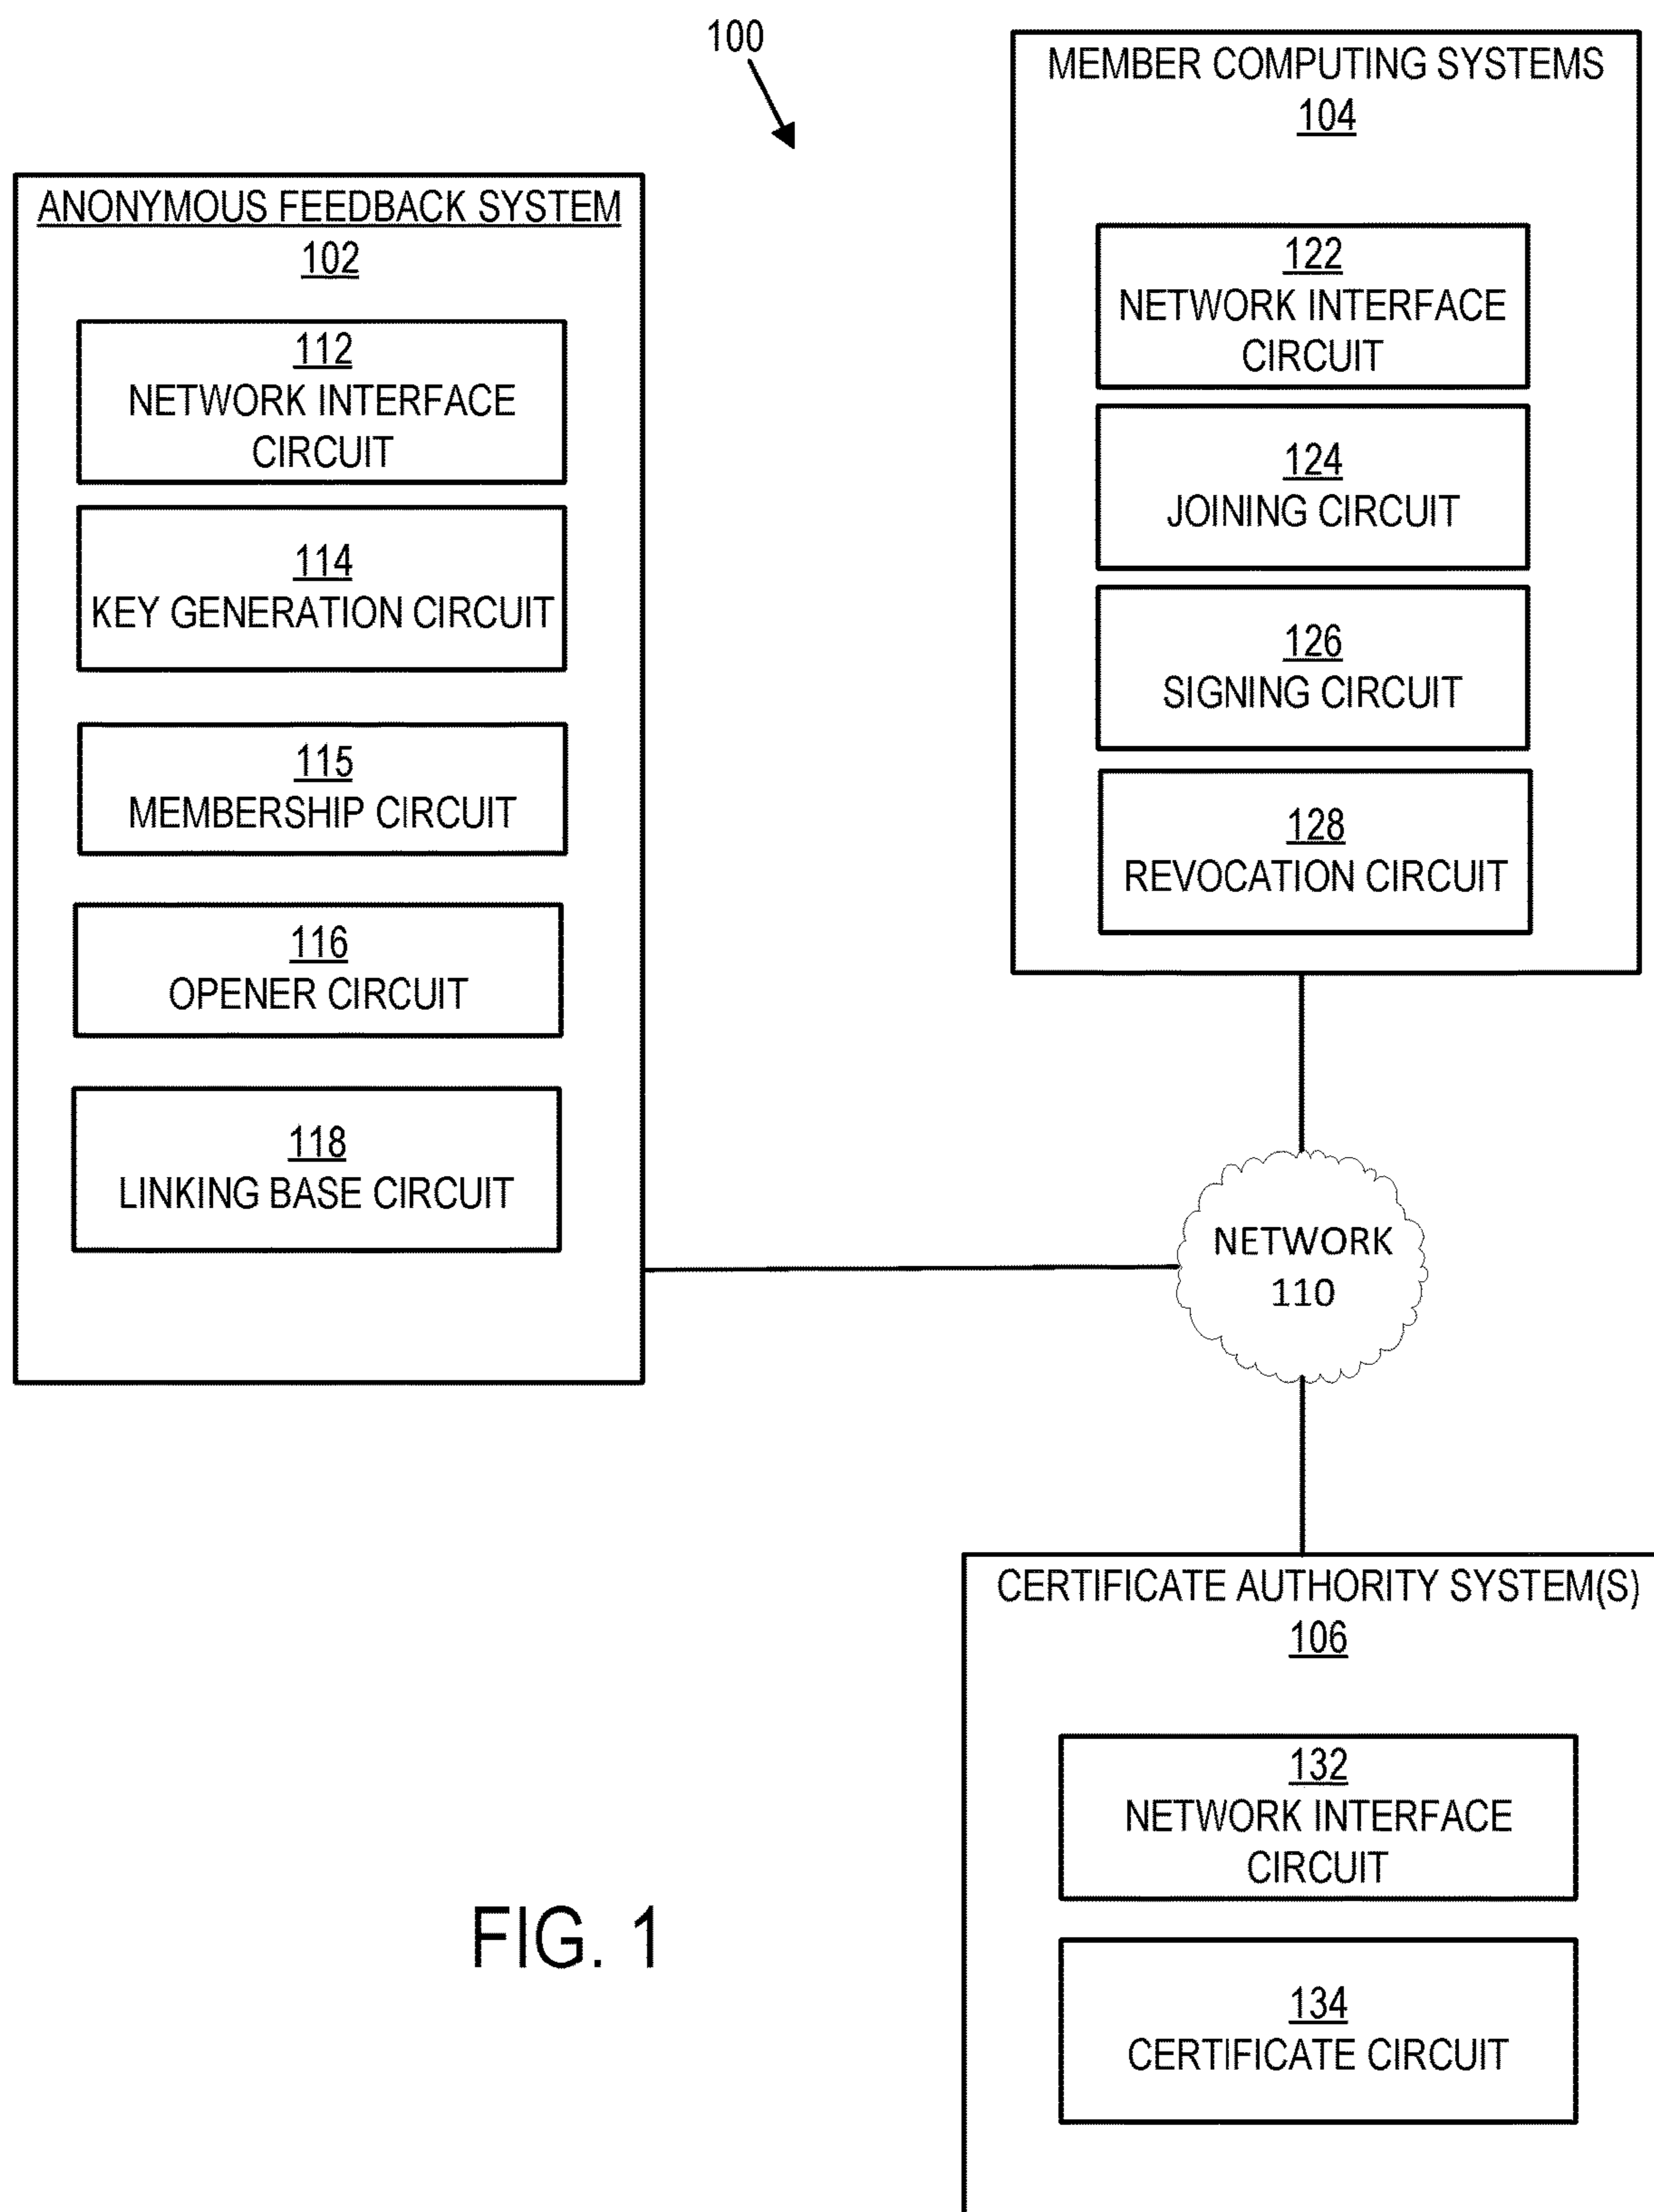 100
ANONYMOUS FEEDBACK SYSTEM
102
112
NETWORK INTERFACE
CIRCUIT
114
KEY GENERATION CIRCUIT
115
MEMBERSHIP CIRCUIT
116
OPENER CIRCUIT
118
LINKING BASE CIRCUIT
MEMBER COMPUTING SYSTEMS
104
122
NETWORK INTERFACE
CIRCUIT
124
JOINING CIRCUIT
126
SIGNING CIRCUIT
128
REVOCATION CIRCUIT
NETWORK
110
CERTIFICATE AUTHORITY SYSTEM(S)
106
132
NETWORK INTERFACE
CIRCUIT
134
CERTIFICATE CIRCUIT
FIG. 1